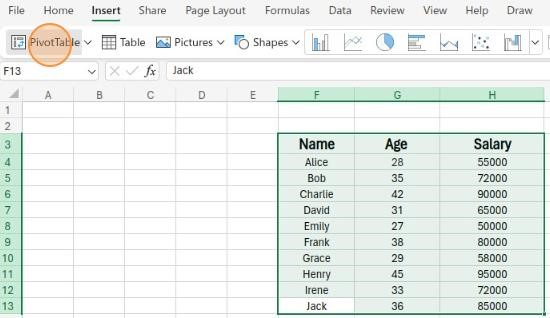 File Home Insert Share Page Layout Formulas Data Review View Help Draw
PivotTable Table Pictures Shapes
F13 fx Jack
A B C D E F G H
1
2
3 Name Age Salary
4 Alice 28 55000
5 Bob 35 72000
6 Charlie 42 90000
7 David 31 65000
8 Emily 27 50000
9 Frank 38 80000
10 Grace 29 58000
11 Henry 45 95000
12 Irene 33 72000
13 Jack 36 85000